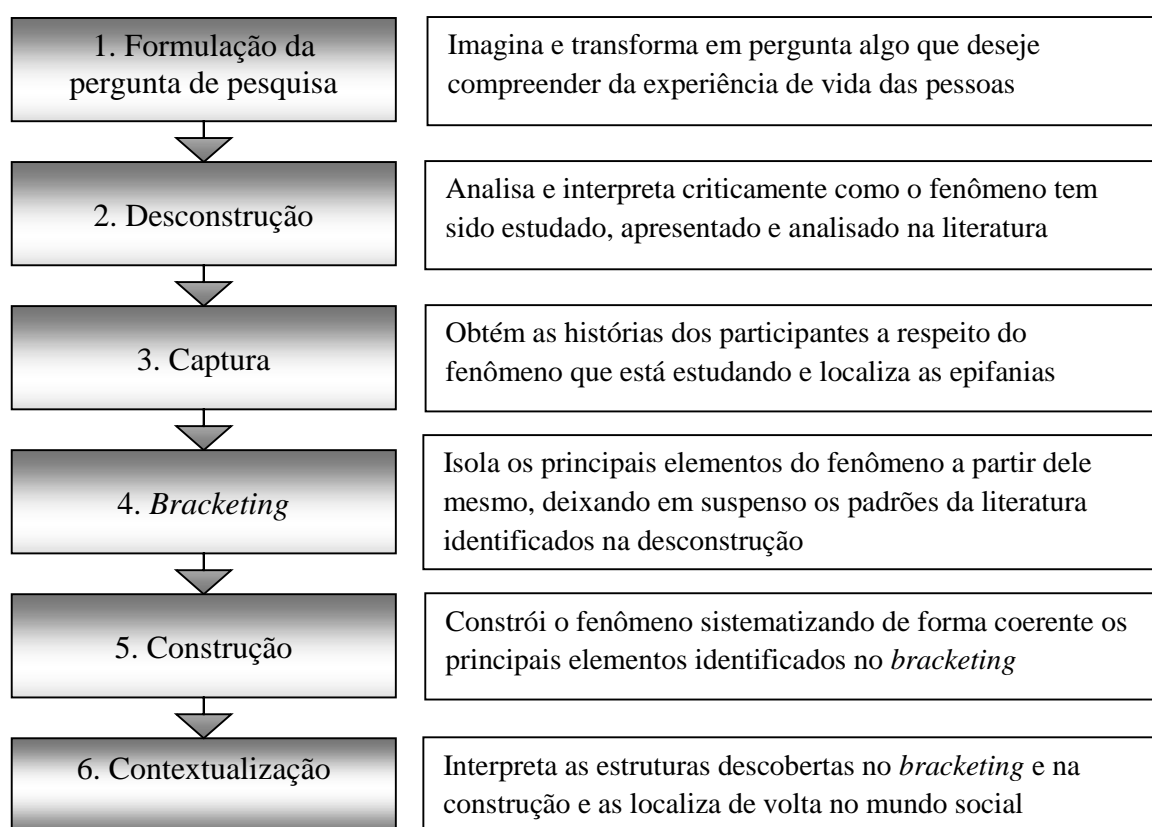 1. Formulação da
pergunta de pesquisa
Imagina e transforma em pergunta algo que deseje
compreender da experiência de vida das pessoas
2. Desconstrução
Analisa e interpreta criticamente como o fenômeno tem
sido estudado, apresentado e analisado na literatura
3. Captura
Obtém as histórias dos participantes a respeito do
fenômeno que está estudando e localiza as epifanias
4. Bracketing
Isola os principais elementos do fenômeno a partir dele
mesmo, deixando em suspenso os padrões da literatura
identificados na desconstrução
5. Construção
Constrói o fenômeno sistematizando de forma coerente os
principais elementos identificados no bracketing
6. Contextualização
Interpreta as estruturas descobertas no bracketing e na
construção e as localiza de volta no mundo social